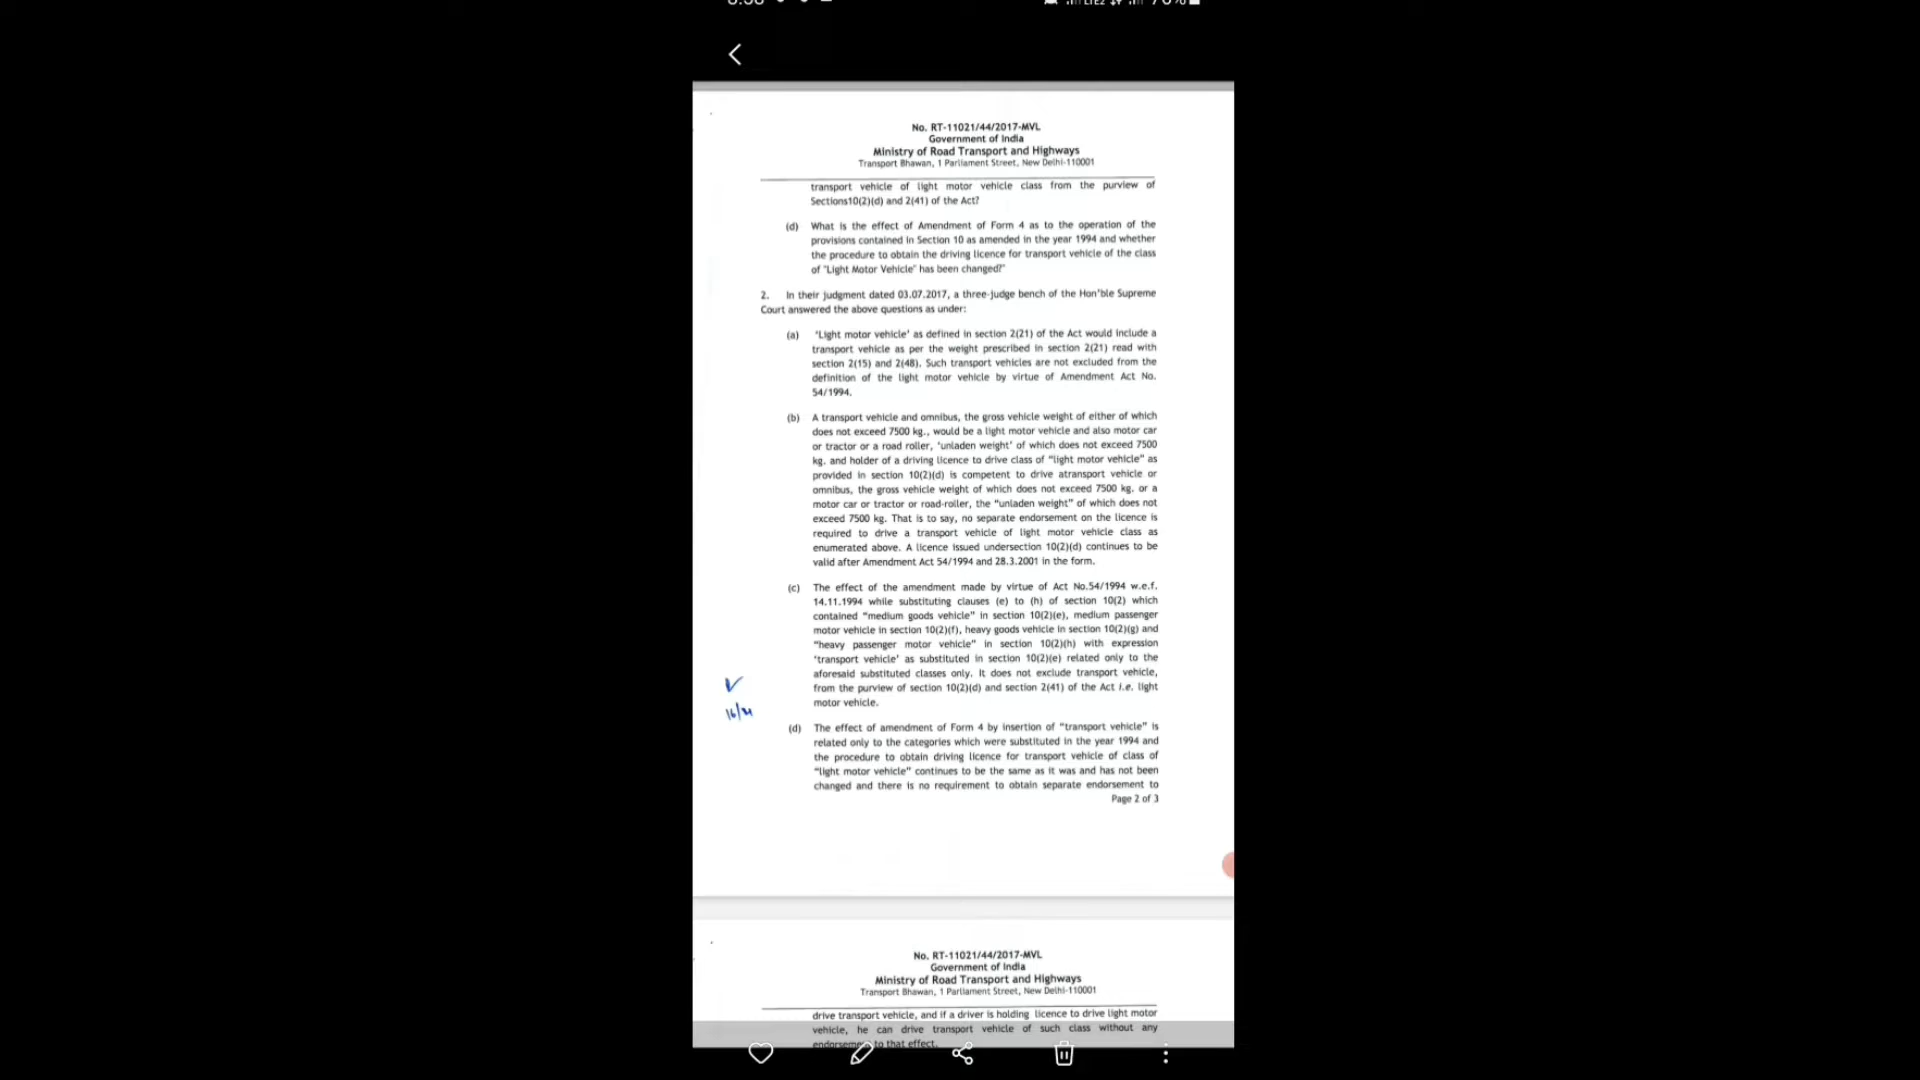 No. RT-11021/44/2017-MVL
Government of India
Ministry of Road Transport and Highways
Transport Bhawan, 1 Parliament Street, New Delhi-110001
transport vehicle of light motor vehicle class from the purview of
Sections10(2)(d) and 2(41) of the Act?
(d) What is the effect of Amendment of Form 4 as to the operation of the
provisions contained in Section 10 as amended in the year 1994 and whether
the procedure to obtain the driving licence for transport vehicle of the class
of "Light Motor Vehicle" has been changed?"
2. In their judgment dated 03.07.2017, a three-judge bench of the Hon'ble Supreme
Court answered the above questions as under:
(a) 'Light motor vehicle' as defined in section 2(21) of the Act would include a
transport vehicle as per the weight prescribed in section 2(21) read with
section 2(15) and 2(48). Such transport vehicles are not excluded from the
definition of the light motor vehicle by virtue of Amendment Act No.
54/1994.
(b) A transport vehicle and omnibus, the gross vehicle weight of either of which
does not exceed 7500 kg., would be a light motor vehicle and also motor car
or tractor or a road roller, 'unladen weight' of which does not exceed 7500
kg. and holder of a driving licence to drive class of "light motor vehicle" as
provided in section 10(2)(d) is competent to drive atransport vehicle or
omnibus, the gross vehicle weight of which does not exceed 7500 kg. or a
motor car or tractor or road-roller, the "unladen weight" of which does not
exceed 7500 kg. That is to say, no separate endorsement on the licence is
required to drive a transport vehicle of light motor vehicle class as
enumerated above. A licence issued undersection 10(2)(d) continues to be
valid after Amendment Act 54/1994 and 28.3.2001 in the form.
(c) The effect of the amendment made by virtue of Act No.54/1994 w.e.f.
14.11.1994 while substituting clauses (e) to (h) of section 10(2) which
contained "medium goods vehicle" in section 10(2)(e), medium passenger
motor vehicle in section 10(2)(f), heavy goods vehicle in section 10(2)(g) and
"heavy passenger motor vehicle" in section 10(2)(h) with expression
'transport vehicle' as substituted in section 10(2)(e) related only to the
aforesaid substituted classes only. It does not exclude transport vehicle,
from the purview of section 10(2)(d) and section 2(41) of the Act i.e. light
motor vehicle.
(d) The effect of amendment of Form 4 by insertion of "transport vehicle" is
related only to the categories which were substituted in the year 1994 and
the procedure to obtain driving licence for transport vehicle of class of
"light motor vehicle" continues to be the same as it was and has not been
changed and there is no requirement to obtain separate endorsement to
Page 2 of 3
No. RT-11021/44/2017-MVL
Government of India
Ministry of Road Transport and Highways
Transport Bhawan, 1 Parliament Street, New Delhi-110001
drive transport vehicle, and if a driver is holding licence to drive light motor
vehicle, he can drive transport vehicle of such class without any
to that effect.